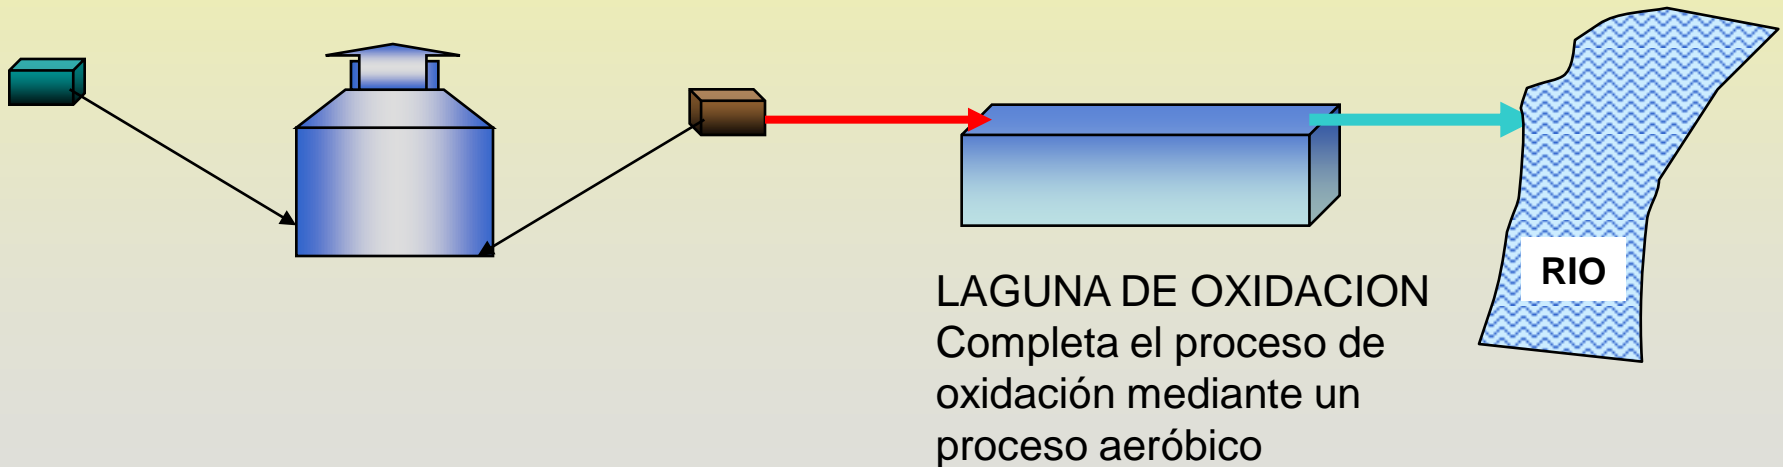 RIO
LAGUNA DE OXIDACION
Completa el proceso de
oxidación mediante un
proceso aeróbico